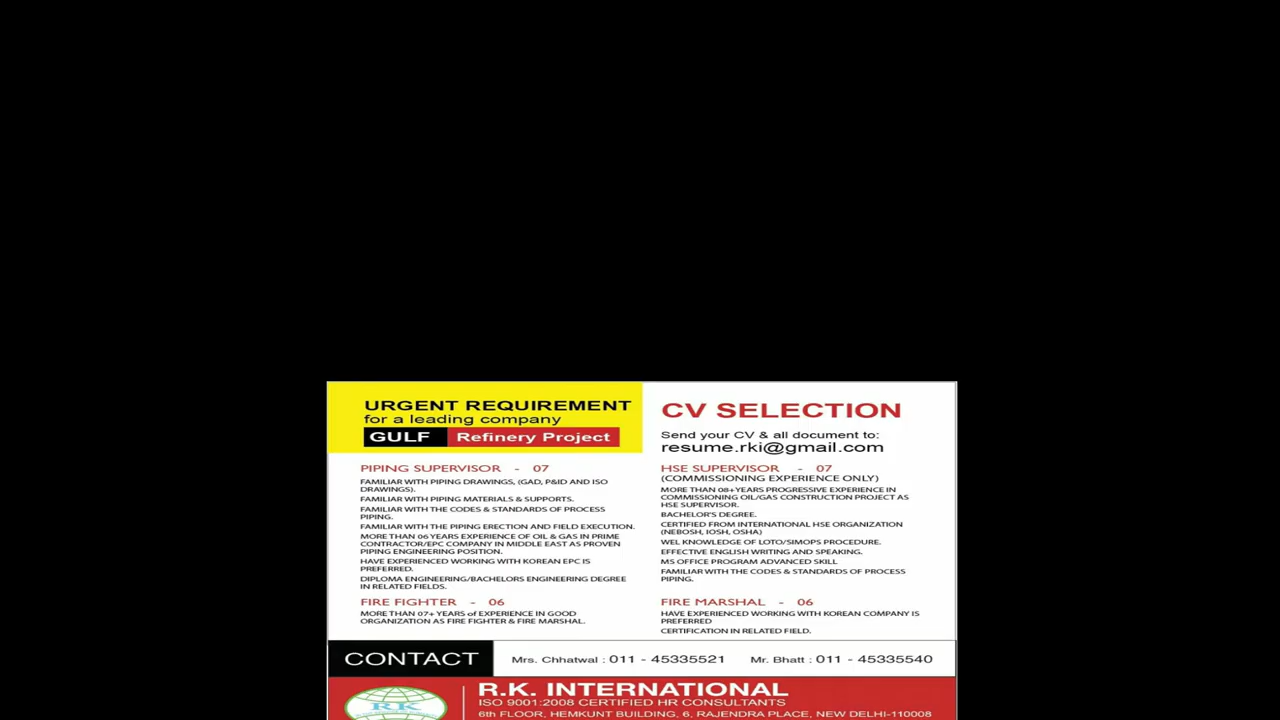 URGENT REQUIREMENT
for a leading company
GULF Refinery Project
CV SELECTION
Send your CV & all document to:
resume.rki@gmail.com
PIPING SUPERVISOR - 07
FAMILIAR WITH PIPING DRAWINGS, (GAD, P&ID AND ISO
DRAWINGS).
FAMILIAR WITH PIPING MATERIALS & SUPPORTS.
FAMILIAR WITH THE CODES & STANDARDS OF PROCESS
PIPING.
FAMILIAR WITH THE PIPING ERECTION AND FIELD EXECUTION.
MORE THAN 06 YEARS EXPERIENCE OF OIL & GAS IN PRIME
CONTRACTOR/EPC COMPANY IN MIDDLE EAST AS PROVEN
PIPING ENGINEERING POSITION.
HAVE EXPERIENCED WORKING WITH KOREAN EPC IS
PREFERRED.
DIPLOMA ENGINEERING/BACHELORS ENGINEERING DEGREE
IN RELATED FIELDS.
FIRE FIGHTER - 06
MORE THAN 07+ YEARS of EXPERIENCE IN GOOD
ORGANIZATION AS FIRE FIGHTER & FIRE MARSHAL.
HSE SUPERVISOR - 07
(COMMISSIONING EXPERIENCE ONLY)
MORE THAN 08+YEARS PROGRESSIVE EXPERIENCE IN
COMMISSIONING OIL/GAS CONSTRUCTION PROJECT AS
HSE SUPERVISOR.
BACHELOR'S DEGREE.
CERTIFIED FROM INTERNATIONAL HSE ORGANIZATION
(NEBOSH, IOSH, OSHA)
WEL KNOWLEDGE OF LOTO/SIMOPS PROCEDURE.
EFFECTIVE ENGLISH WRITING AND SPEAKING.
MS OFFICE PROGRAM ADVANCED SKILL
FAMILIAR WITH THE CODES & STANDARDS OF PROCESS
PIPING.
FIRE MARSHAL - 06
HAVE EXPERIENCED WORKING WITH KOREAN COMPANY IS
PREFERRED
CERTIFICATION IN RELATED FIELD.
CONTACT
Mrs. Chhatwal : 011 - 45335521 Mr. Bhatt : 011 - 45335540
RK
R.K. INTERNATIONAL
ISO 9001:2008 CERTIFIED HR CONSULTANTS
6th FLOOR, HEMKUNT BUILDING, 6, RAJENDRA PLACE, NEW DELHI-110008